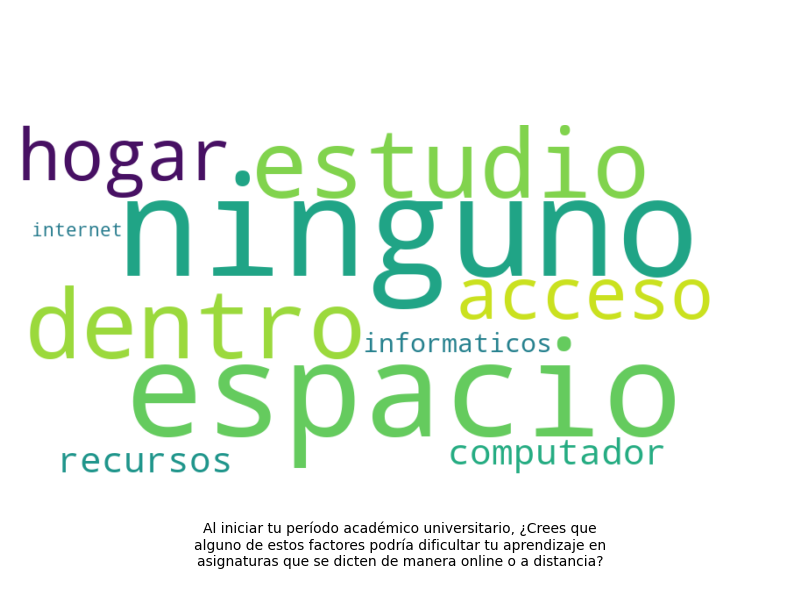 hogar
estudio
ninguno
internet
acceso
dentro
informaticos
espacio
recursos
computador
Al iniciar tu período académico universitario, ¿Crees que
alguno de estos factores podría dificultar tu aprendizaje en
asignaturas que se dicten de manera online o a distancia?